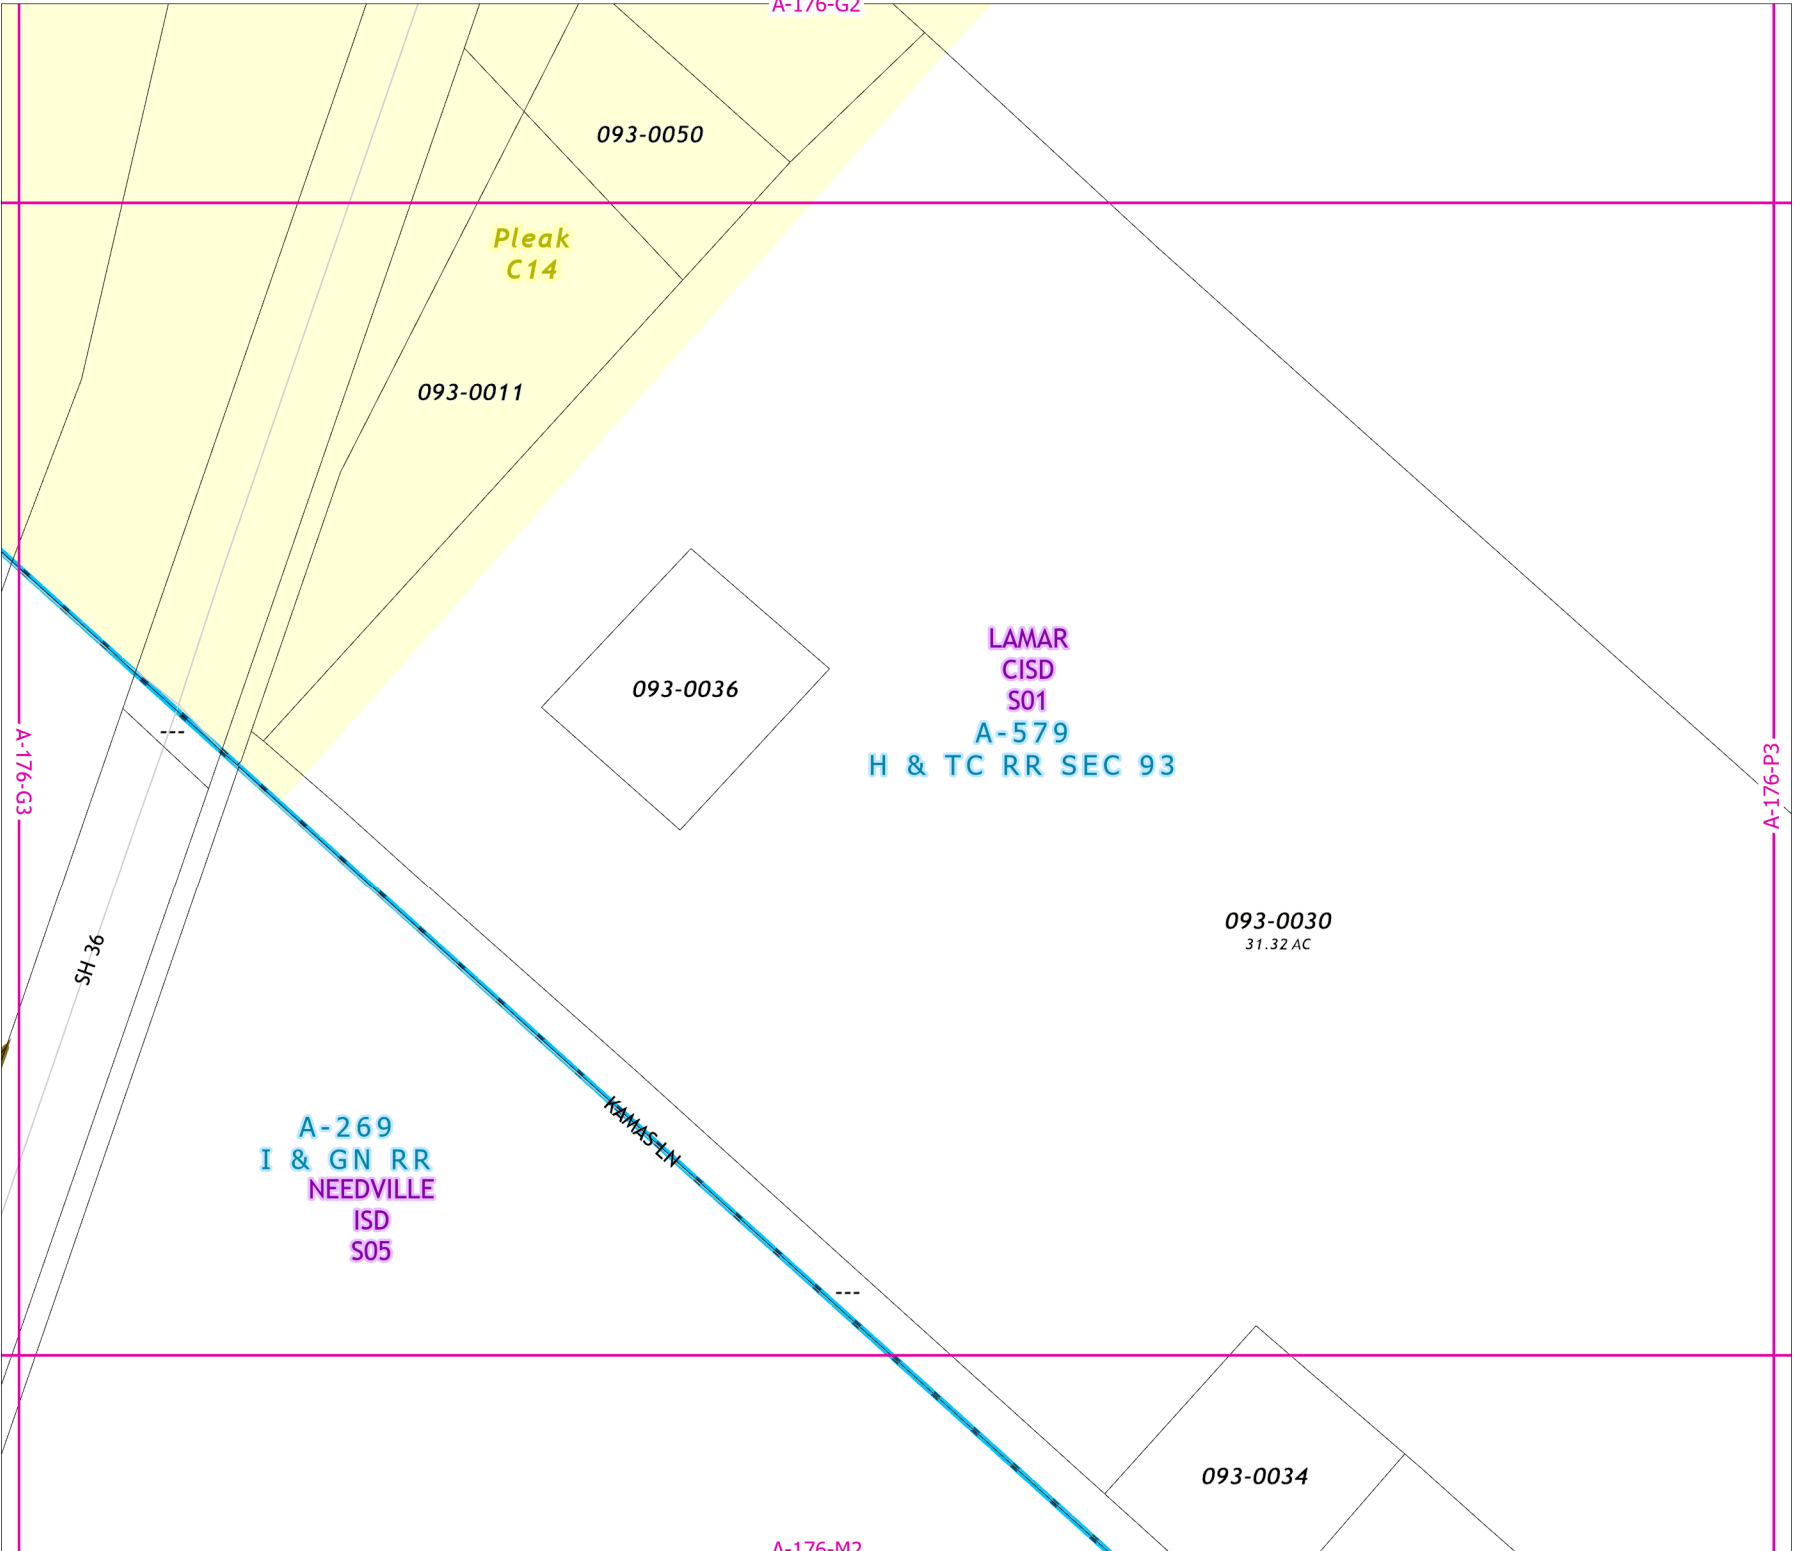 A-176-G2
093-0050
Pleak
C14
093-0011
093-0036
LAMAR
CISD
S01
A-579
H & TC RR SEC 93
---
A-176-G3
A-176-P3
093-0030
31.32 AC
SH 36
KAMAS LN
A-269
I & GN RR
NEEDVILLE
ISD
S05
---
093-0034
A-176-M2